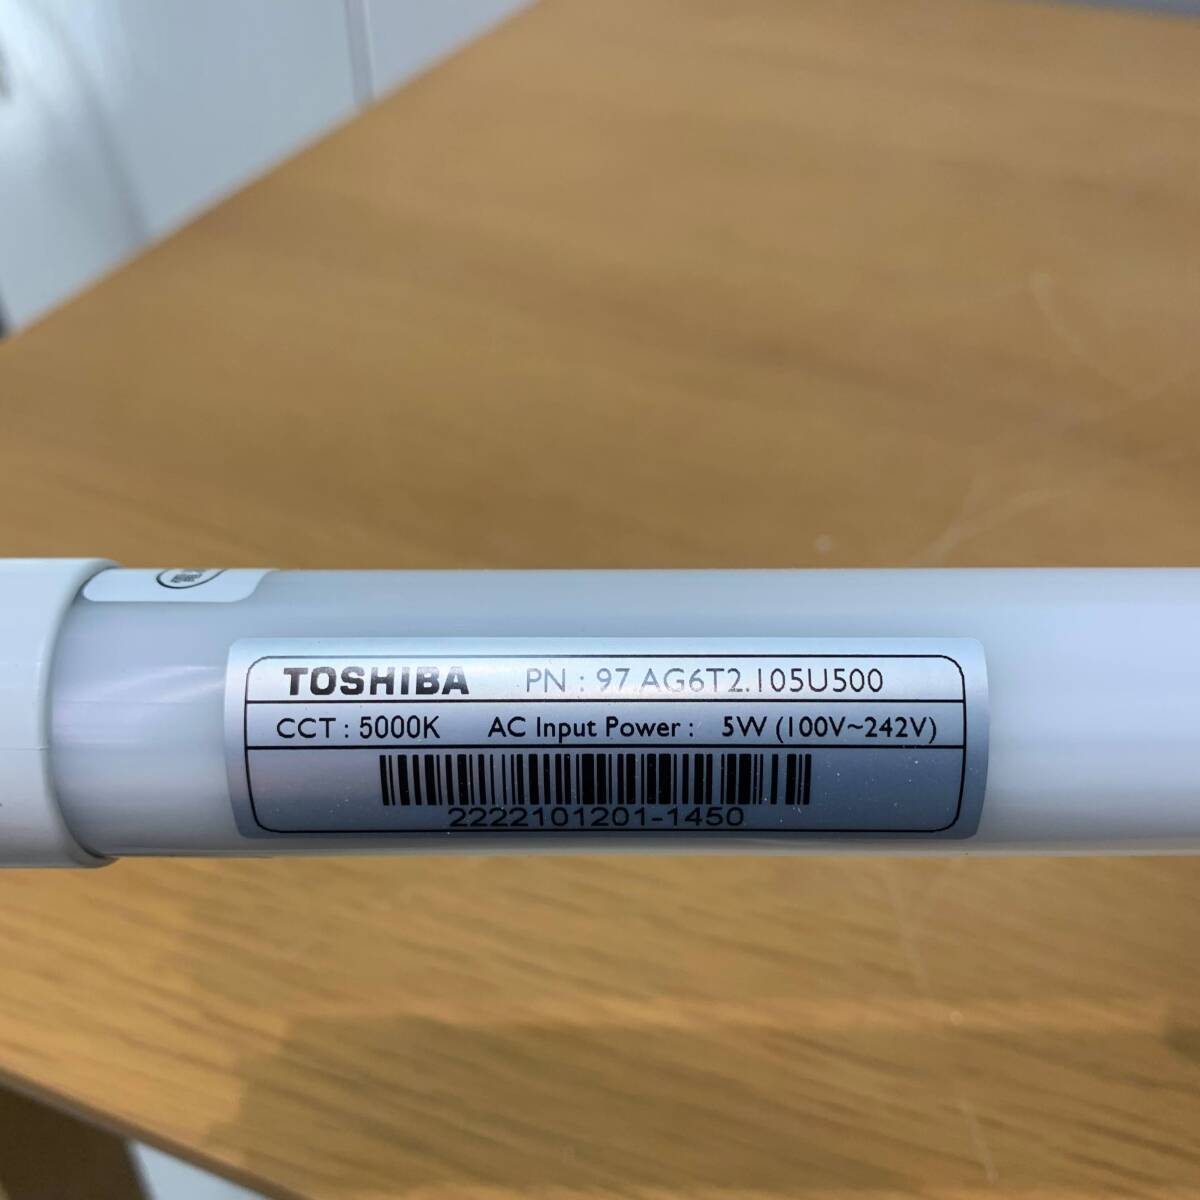 TOSHIBA PN : 97.AG6T2.105U500
CCT : 5000K AC Input Power : 5W (100V~242V)
2222101201-1450